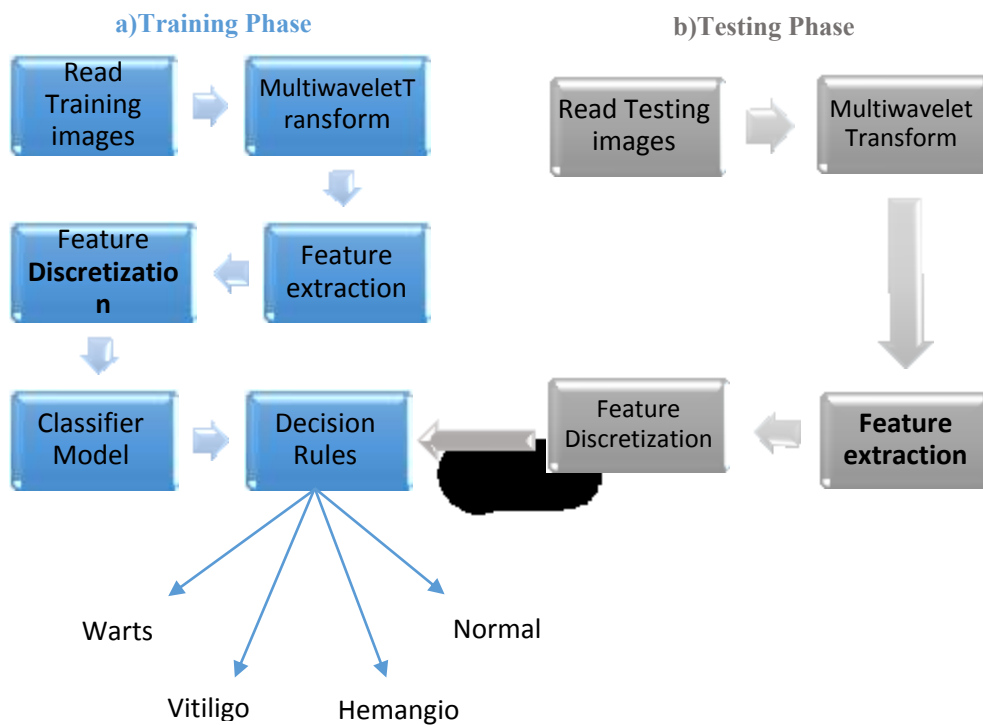 a)Training Phase
b)Testing Phase
Read
Training
images
MultiwaveletT
ransform
Read Testing
images
Multiwavelet
Transform
Feature
Discretizatio
n
Feature
extraction
Classifier
Model
Decision
Rules
Feature
Discretization
Feature
extraction
Warts
Normal
Vitiligo
Hemangio